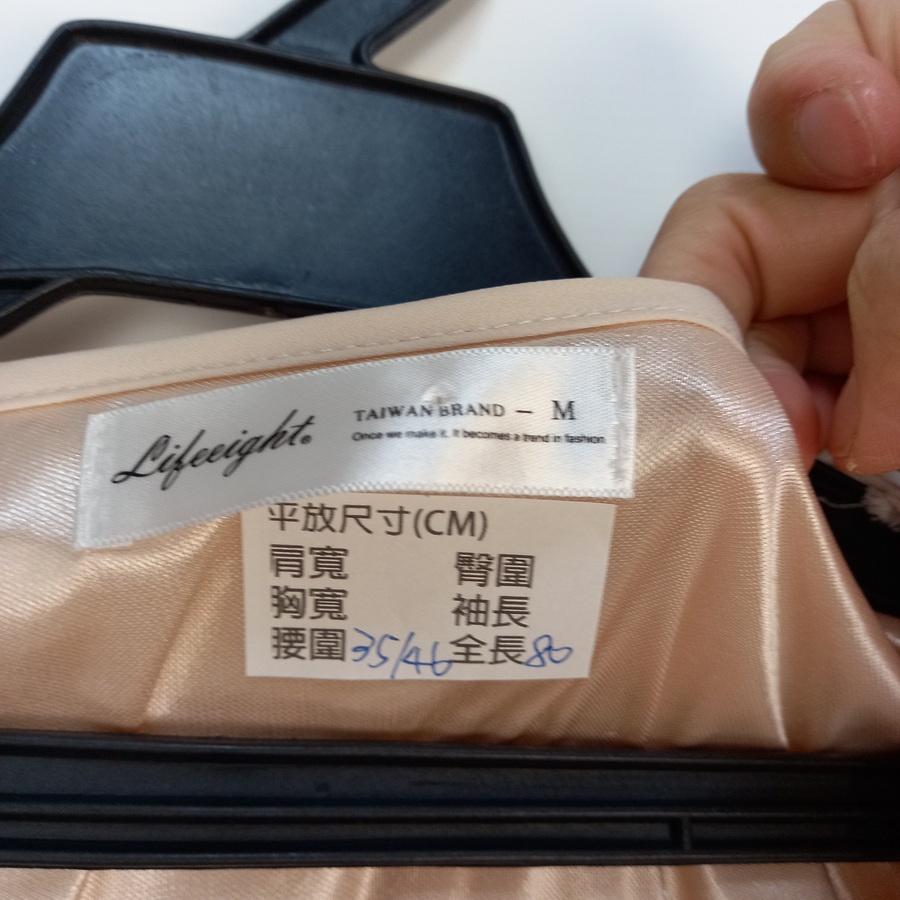 Lifeeight®
TAIWAN BRAND – M
Once we make it. It becomes a trend in fashion
平放尺寸(CM)
肩寬 臀圍
胸寬 袖長
腰圍35/46 全長80